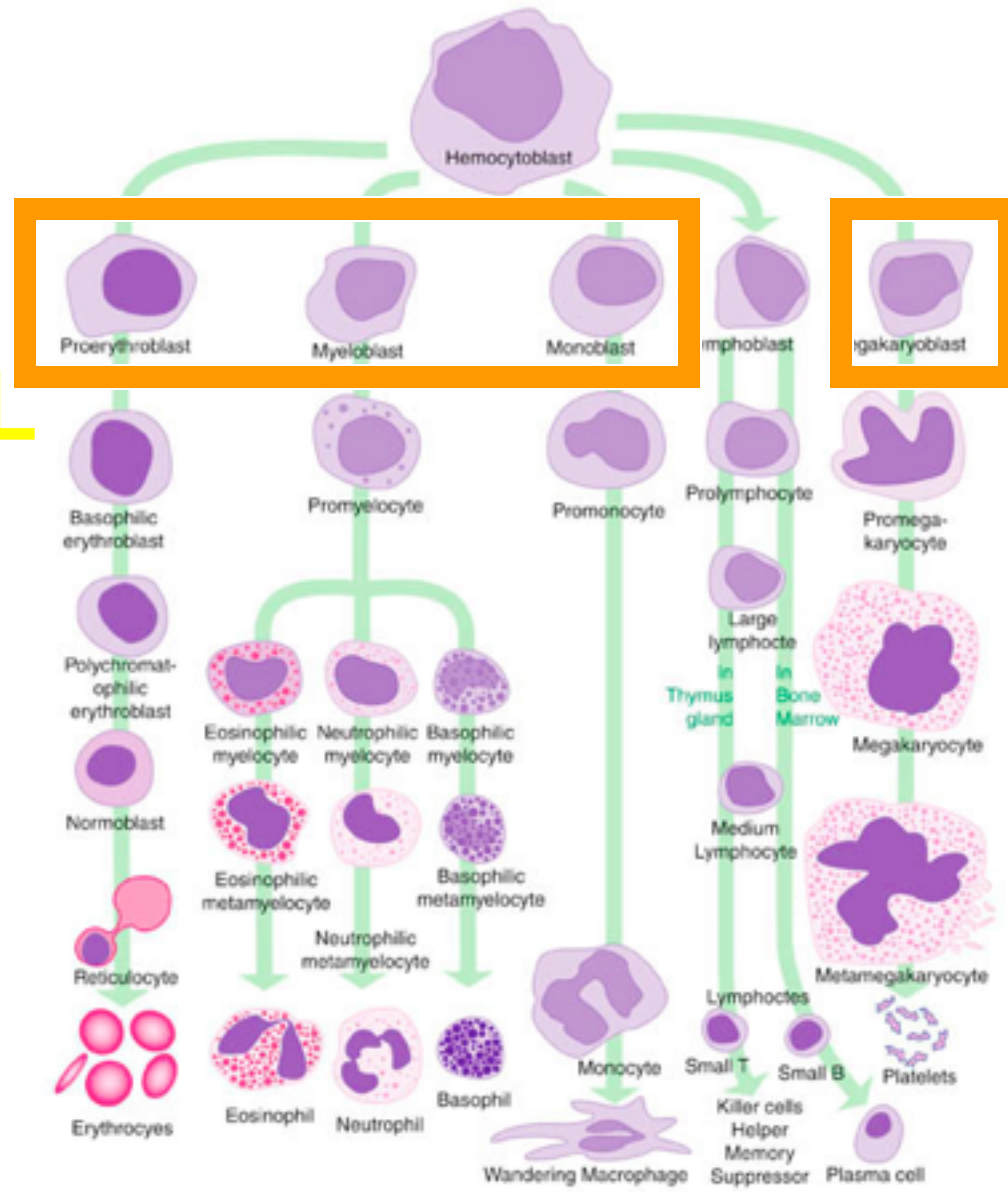 Hemocytoblast
Proerythroblast
Myeloblast
Monoblast
mphoblast
egakaryoblast
Basophilic
erythroblast
Promyelocyte
Promonocyte
Prolymphocyte
Promega-
karyocyte
Polychromat-
ophilic
erythroblast
Large
lymphocte
In
Thymus
gland
In
Bone
Marrow
Eosinophilic
myelocyte
Neutrophilic
myelocyte
Basophilic
myelocyte
Megakaryocyte
Normoblast
Medium
Lymphocyte
Eosinophilic
metamyelocyte
Basophilic
metamyelocyte
Neutrophilic
metamyelocyte
Reticulocyte
Metamegakaryocyte
Lymphoctes
Small T
Small B
Monocyte
Platelets
Erythrocyes
Eosinophil
Neutrophil
Basophil
Killer cells
Helper
Memory
Suppressor
Wandering Macrophage
Plasma cell